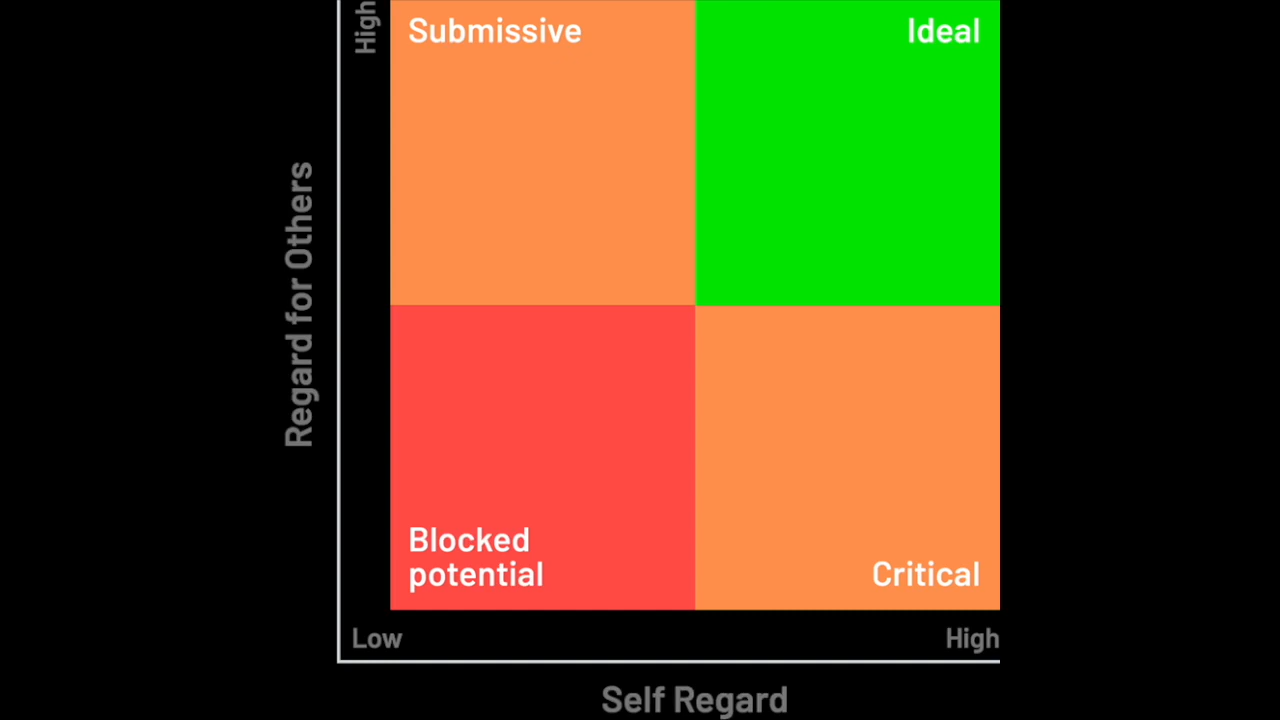 High
Submissive
Ideal
Regard for Others
Blocked
potential
Critical
Low
High
Self Regard